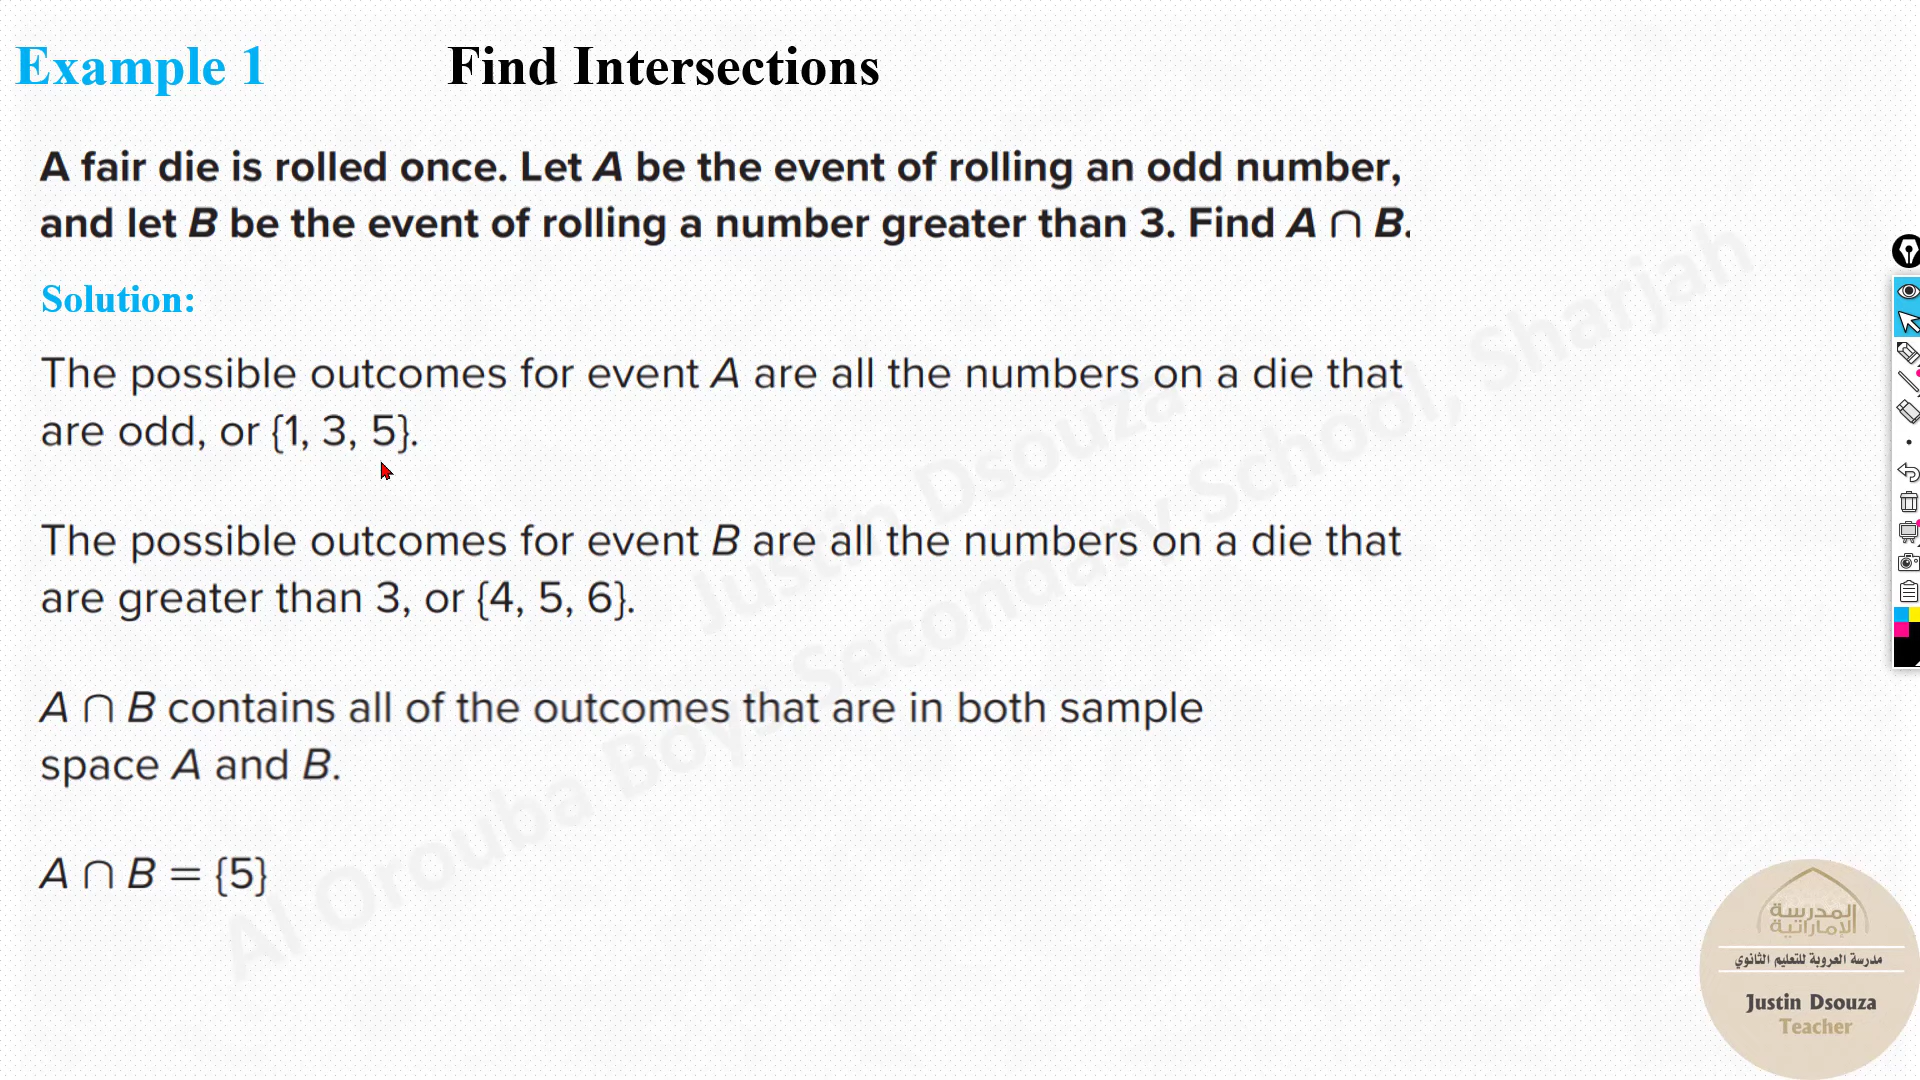 Example 1 Find Intersections
A fair die is rolled once. Let A be the event of rolling an odd number,
and let B be the event of rolling a number greater than 3. Find A ∩ B.
Solution:
The possible outcomes for event A are all the numbers on a die that
are odd, or {1, 3, 5}.
The possible outcomes for event B are all the numbers on a die that
are greater than 3, or {4, 5, 6}.
A ∩ B contains all of the outcomes that are in both sample
space A and B.
A ∩ B = {5}
Justin Dsouza
Al Orouba Boys Secondary School, Sharjah
المدرسة
الإماراتية
مدرسة العروبة للتعليم الثانوي
Justin Dsouza
Teacher